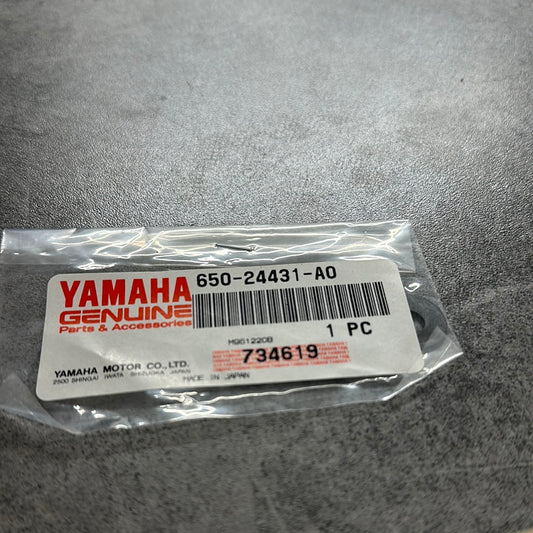 YAMAHA
GENUINE
Parts & Accessories
650-24431-A0
1 PC
M961220B
734619
YAMAHA MOTOR CO.,LTD.
2500 SHINGAI IWATA SHIZUOKA JAPAN
MADE IN JAPAN